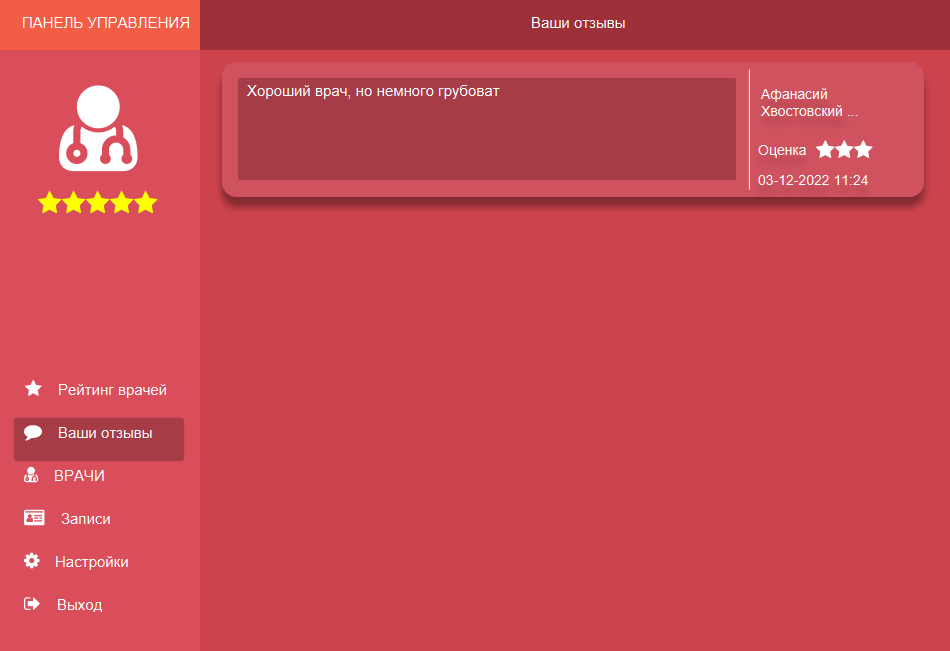 ПАНЕЛЬ УПРАВЛЕНИЯ
Ваши отзывы
Хороший врач, но немного грубоват
Афанасий
Хвостовский ...
Оценка
03-12-2022 11:24
Рейтинг врачей
Ваши отзывы
ВРАЧИ
Записи
Настройки
Выход